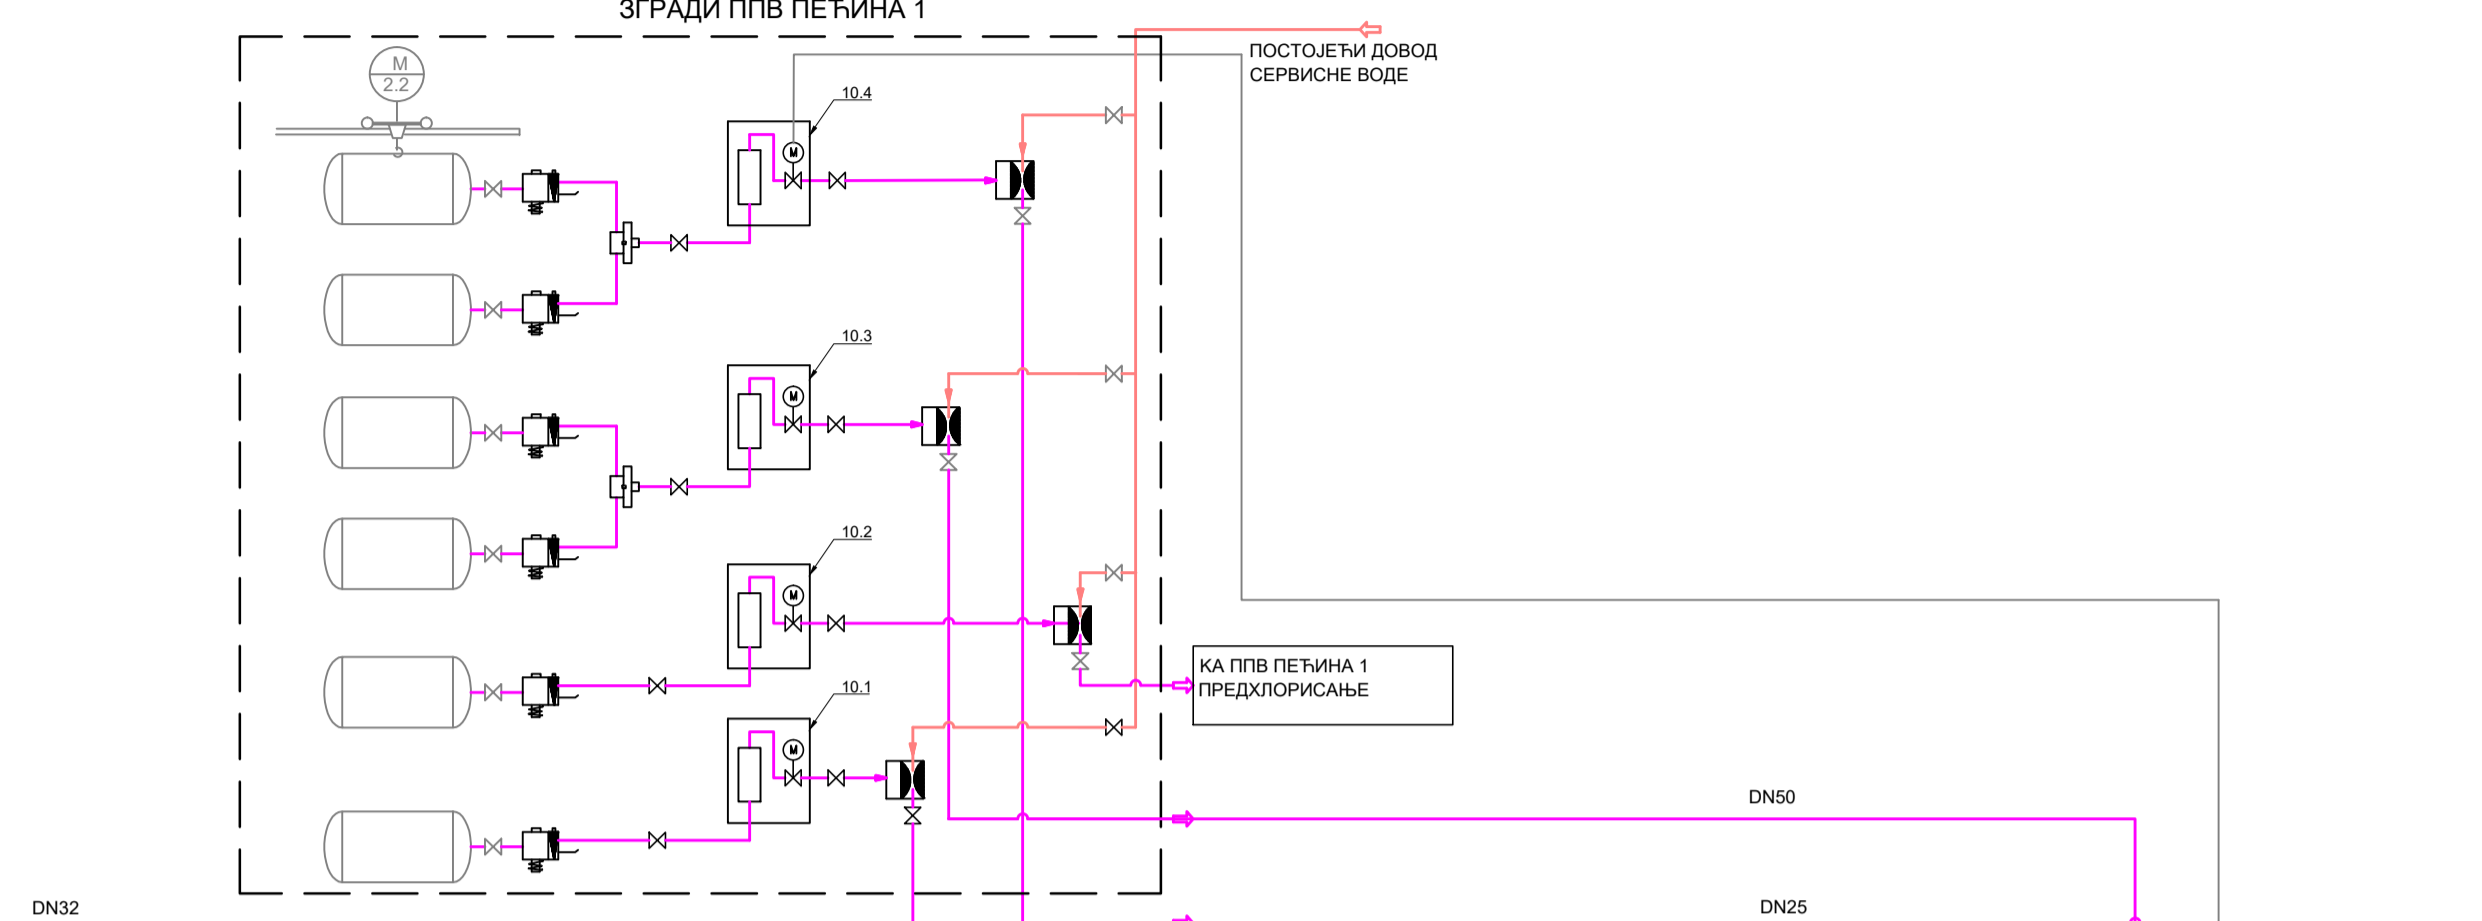 ЗГРАДИ ППВ ПЕЋИНА 1
ПОСТОЈЕЋИ ДОВОД
СЕРВИСНЕ ВОДЕ
M
2.2
10.4
M
10.3
M
10.2
M
КА ППВ ПЕЋИНА 1
ПРЕДХЛОРИСАЊЕ
10.1
M
DN50
DN32
DN25